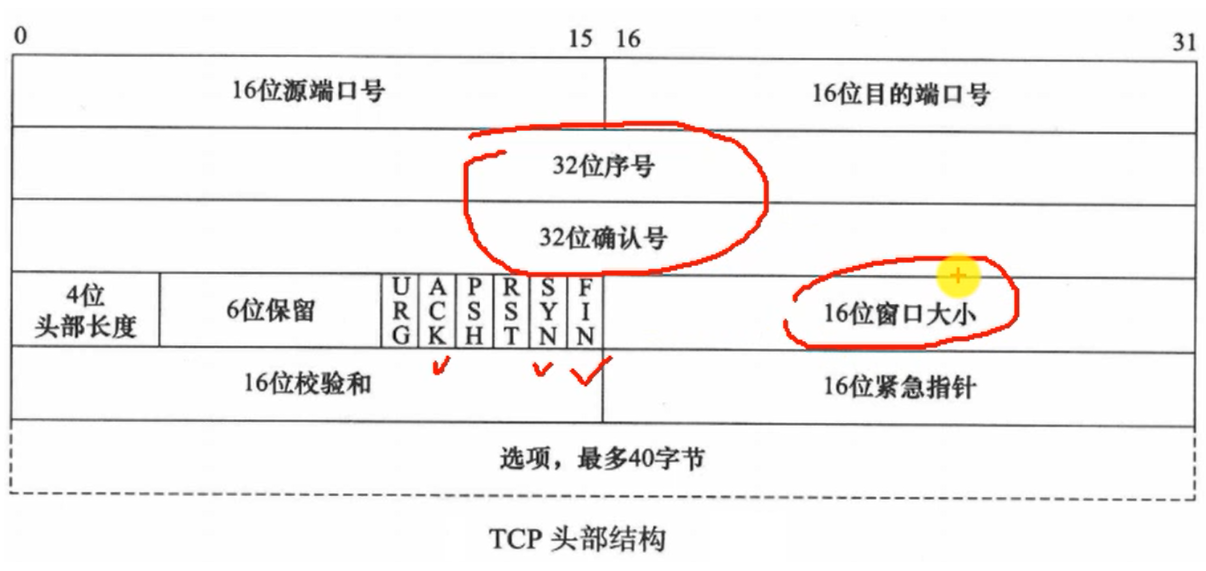 0 15 16 31
16位源端口号 16位目的端口号
32位序号
32位确认号
4位头部长度 6位保留 URG ACK PSH RST SYN FIN 16位窗口大小
16位校验和 16位紧急指针
选项，最多40字节
TCP 头部结构